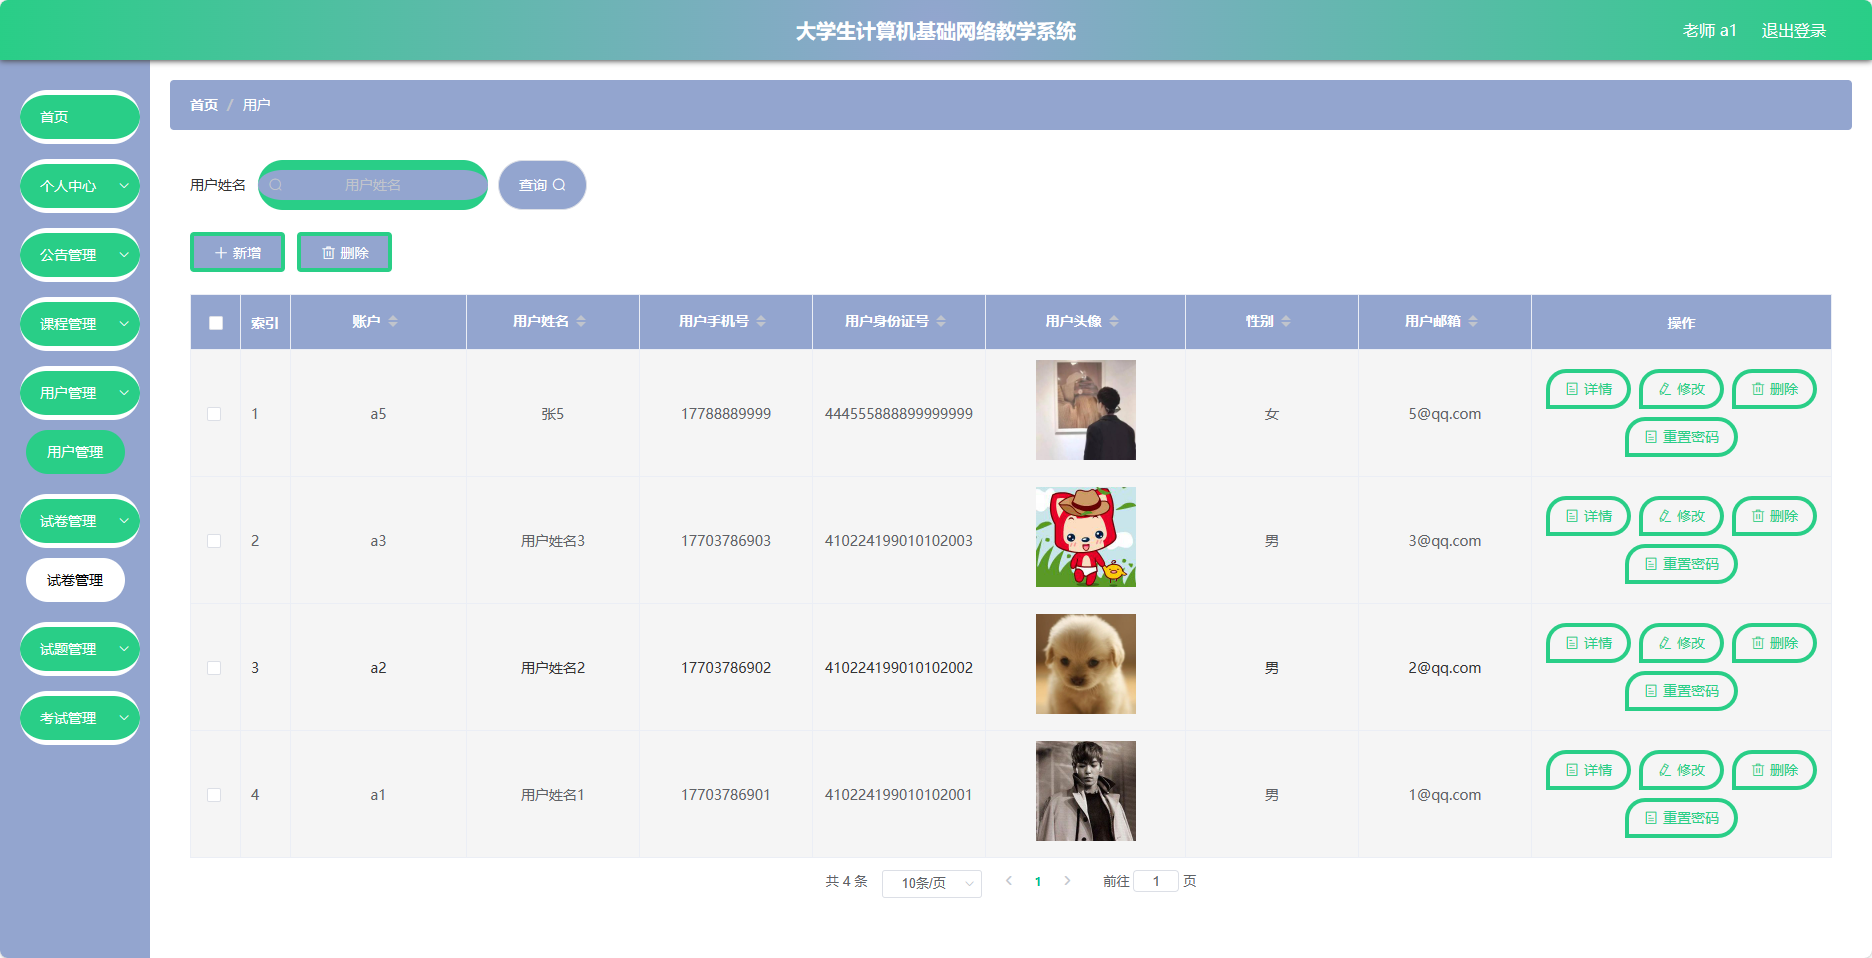 大学生计算机基础网络教学系统
老师 a1 退出登录
首页
个人中心
公告管理
课程管理
用户管理
用户管理
试卷管理
试卷管理
试题管理
考试管理
首页 / 用户
用户姓名 用户姓名 查询
新增 删除
索引 账户 用户姓名 用户手机号 用户身份证号 用户头像 性别 用户邮箱 操作
1 a5 张5 17788889999 444555888899999999 女 5@qq.com 详情 修改 删除
重置密码
2 a3 用户姓名3 17703786903 410224199010102003 男 3@qq.com 详情 修改 删除
重置密码
3 a2 用户姓名2 17703786902 410224199010102002 男 2@qq.com 详情 修改 删除
重置密码
4 a1 用户姓名1 17703786901 410224199010102001 男 1@qq.com 详情 修改 删除
重置密码
共 4 条 10条/页 1 前往 1 页